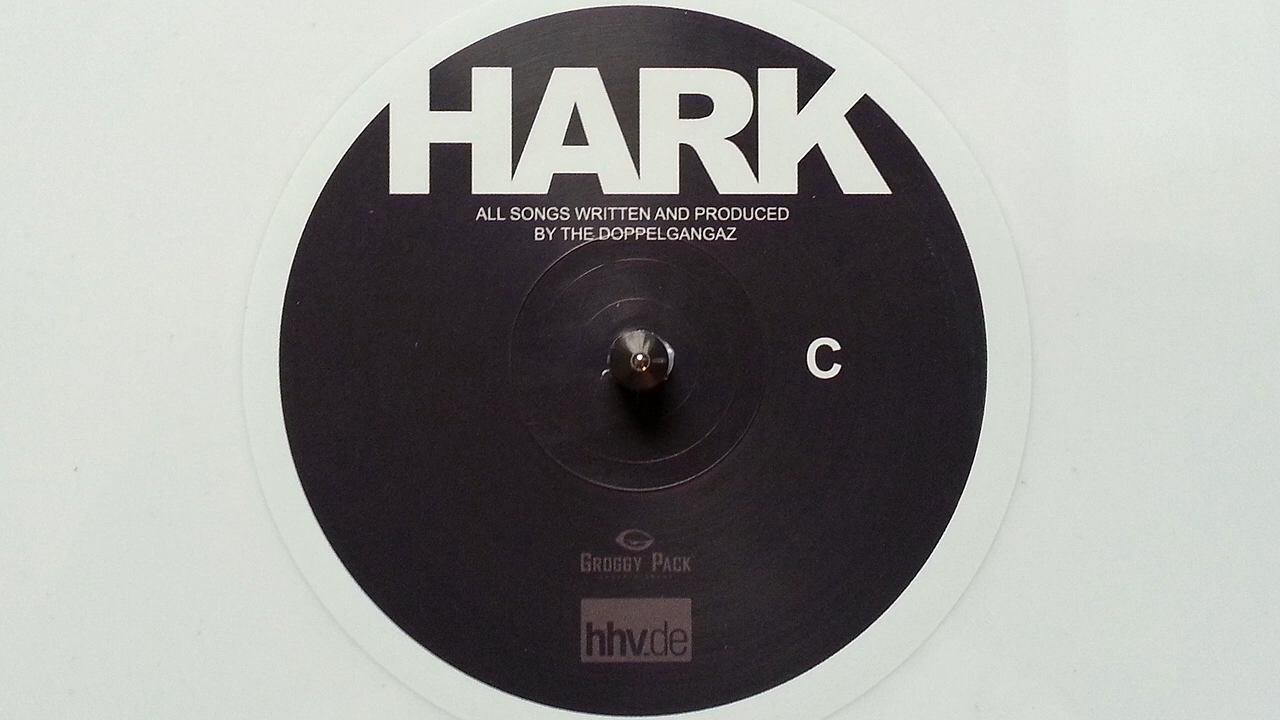 HARK
ALL SONGS WRITTEN AND PRODUCED
BY THE DOPPELGANGAZ
C
GROGGY PACK
hhv.de